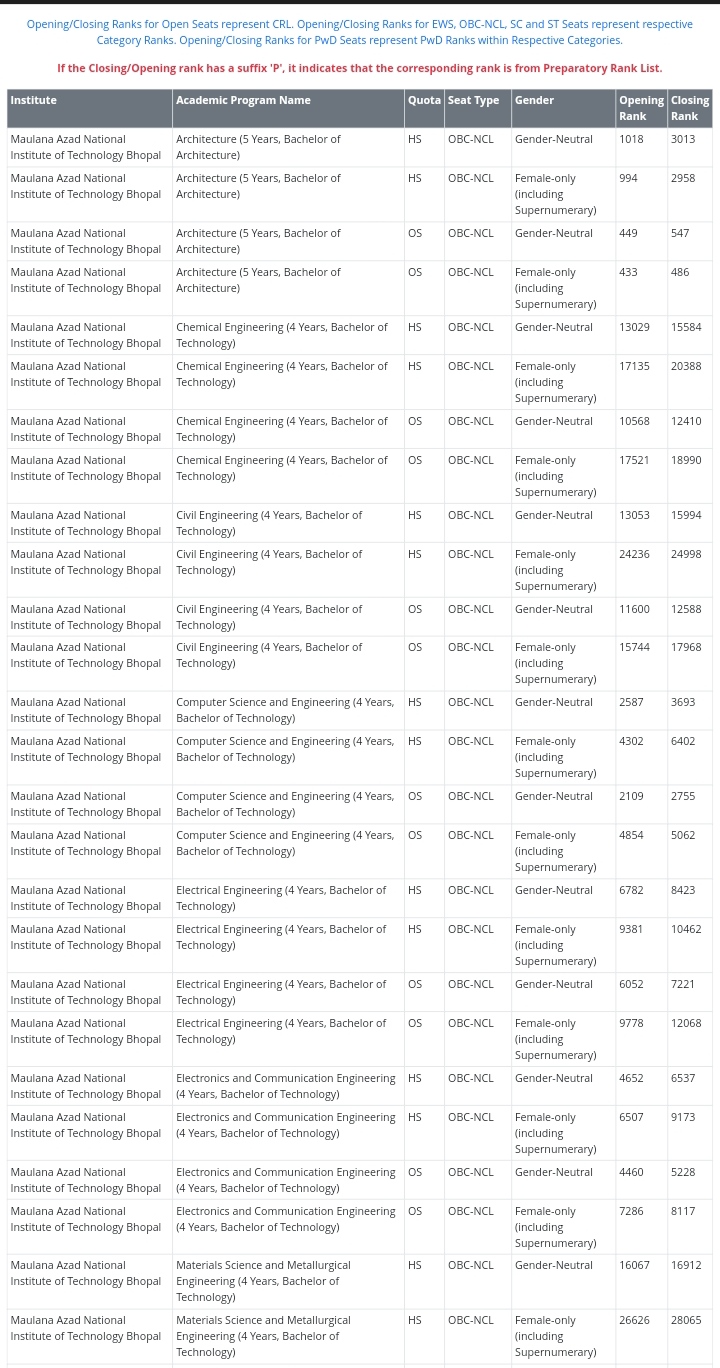 Opening/Closing Ranks for Open Seats represent CRL. Opening/Closing Ranks for EWS, OBC-NCL, SC and ST Seats represent respective
Category Ranks. Opening/Closing Ranks for PwD Seats represent PwD Ranks within Respective Categories.
If the Closing/Opening rank has a suffix 'P', it indicates that the corresponding rank is from Preparatory Rank List.
Institute Academic Program Name Quota Seat Type Gender Opening Closing
Rank Rank
Maulana Azad National Architecture (5 Years, Bachelor of HS OBC-NCL Gender-Neutral 1018 3013
Institute of Technology Bhopal Architecture)
Maulana Azad National Architecture (5 Years, Bachelor of HS OBC-NCL Female-only 994 2958
Institute of Technology Bhopal Architecture) (including
Supernumerary)
Maulana Azad National Architecture (5 Years, Bachelor of OS OBC-NCL Gender-Neutral 449 547
Institute of Technology Bhopal Architecture)
Maulana Azad National Architecture (5 Years, Bachelor of OS OBC-NCL Female-only 433 486
Institute of Technology Bhopal Architecture) (including
Supernumerary)
Maulana Azad National Chemical Engineering (4 Years, Bachelor of HS OBC-NCL Gender-Neutral 13029 15584
Institute of Technology Bhopal Technology)
Maulana Azad National Chemical Engineering (4 Years, Bachelor of HS OBC-NCL Female-only 17135 20388
Institute of Technology Bhopal Technology) (including
Supernumerary)
Maulana Azad National Chemical Engineering (4 Years, Bachelor of OS OBC-NCL Gender-Neutral 10568 12410
Institute of Technology Bhopal Technology)
Maulana Azad National Chemical Engineering (4 Years, Bachelor of OS OBC-NCL Female-only 17521 18990
Institute of Technology Bhopal Technology) (including
Supernumerary)
Maulana Azad National Civil Engineering (4 Years, Bachelor of HS OBC-NCL Gender-Neutral 13053 15994
Institute of Technology Bhopal Technology)
Maulana Azad National Civil Engineering (4 Years, Bachelor of HS OBC-NCL Female-only 24236 24998
Institute of Technology Bhopal Technology) (including
Supernumerary)
Maulana Azad National Civil Engineering (4 Years, Bachelor of OS OBC-NCL Gender-Neutral 11600 12588
Institute of Technology Bhopal Technology)
Maulana Azad National Civil Engineering (4 Years, Bachelor of OS OBC-NCL Female-only 15744 17968
Institute of Technology Bhopal Technology) (including
Supernumerary)
Maulana Azad National Computer Science and Engineering (4 Years, HS OBC-NCL Gender-Neutral 2587 3693
Institute of Technology Bhopal Bachelor of Technology)
Maulana Azad National Computer Science and Engineering (4 Years, HS OBC-NCL Female-only 4302 6402
Institute of Technology Bhopal Bachelor of Technology) (including
Supernumerary)
Maulana Azad National Computer Science and Engineering (4 Years, OS OBC-NCL Gender-Neutral 2109 2755
Institute of Technology Bhopal Bachelor of Technology)
Maulana Azad National Computer Science and Engineering (4 Years, OS OBC-NCL Female-only 4854 5062
Institute of Technology Bhopal Bachelor of Technology) (including
Supernumerary)
Maulana Azad National Electrical Engineering (4 Years, Bachelor of HS OBC-NCL Gender-Neutral 6782 8423
Institute of Technology Bhopal Technology)
Maulana Azad National Electrical Engineering (4 Years, Bachelor of HS OBC-NCL Female-only 9381 10462
Institute of Technology Bhopal Technology) (including
Supernumerary)
Maulana Azad National Electrical Engineering (4 Years, Bachelor of OS OBC-NCL Gender-Neutral 6052 7221
Institute of Technology Bhopal Technology)
Maulana Azad National Electrical Engineering (4 Years, Bachelor of OS OBC-NCL Female-only 9778 12068
Institute of Technology Bhopal Technology) (including
Supernumerary)
Maulana Azad National Electronics and Communication Engineering HS OBC-NCL Gender-Neutral 4652 6537
Institute of Technology Bhopal (4 Years, Bachelor of Technology)
Maulana Azad National Electronics and Communication Engineering HS OBC-NCL Female-only 6507 9173
Institute of Technology Bhopal (4 Years, Bachelor of Technology) (including
Supernumerary)
Maulana Azad National Electronics and Communication Engineering OS OBC-NCL Gender-Neutral 4460 5228
Institute of Technology Bhopal (4 Years, Bachelor of Technology)
Maulana Azad National Electronics and Communication Engineering OS OBC-NCL Female-only 7286 8117
Institute of Technology Bhopal (4 Years, Bachelor of Technology) (including
Supernumerary)
Maulana Azad National Materials Science and Metallurgical HS OBC-NCL Gender-Neutral 16067 16912
Institute of Technology Bhopal Engineering (4 Years, Bachelor of
Technology)
Maulana Azad National Materials Science and Metallurgical HS OBC-NCL Female-only 26626 28065
Institute of Technology Bhopal Engineering (4 Years, Bachelor of (including
Technology) Supernumerary)